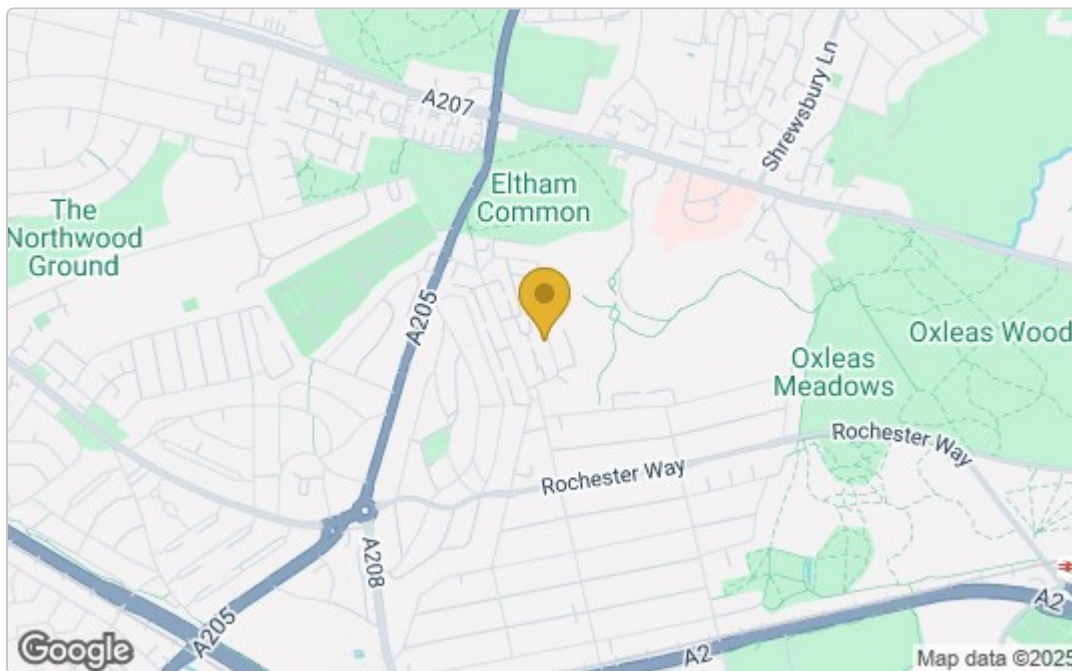 A207
Shrewsbury Ln
Eltham
Common
The
Northwood
Ground
A205
Oxleas Wood
Oxleas
Meadows
Rochester Way
Rochester Way
A208
A205
A2
A2
Google
Map data ©2025